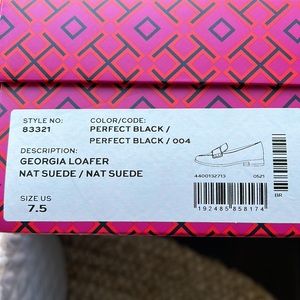 STYLE NO:
83321
COLOR/CODE:
PERFECT BLACK /
PERFECT BLACK / 004
DESCRIPTION:
GEORGIA LOAFER
NAT SUEDE / NAT SUEDE
SIZE US
7.5
4400132713
0521
192485858174
BR